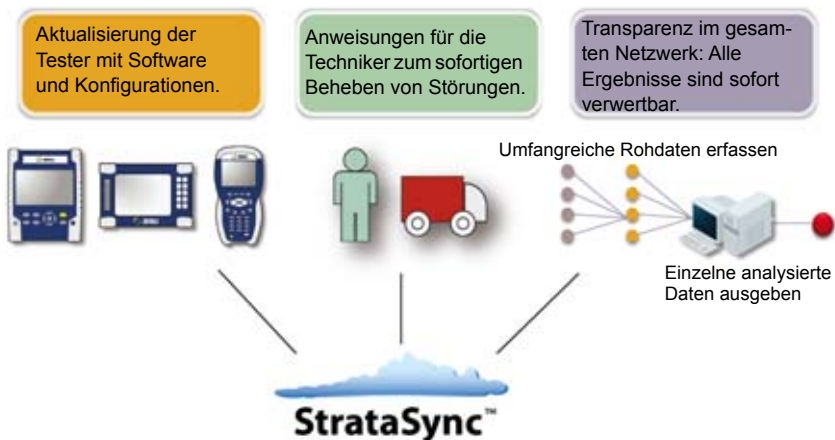 Aktualisierung der
Tester mit Software
und Konfigurationen.
Anweisungen für die
Techniker zum sofortigen
Beheben von Störungen.
Transparenz im gesam-
ten Netzwerk: Alle
Ergebnisse sind sofort
verwertbar.
Umfangreiche Rohdaten erfassen
Einzelne analysierte
Daten ausgeben
StrataSync™